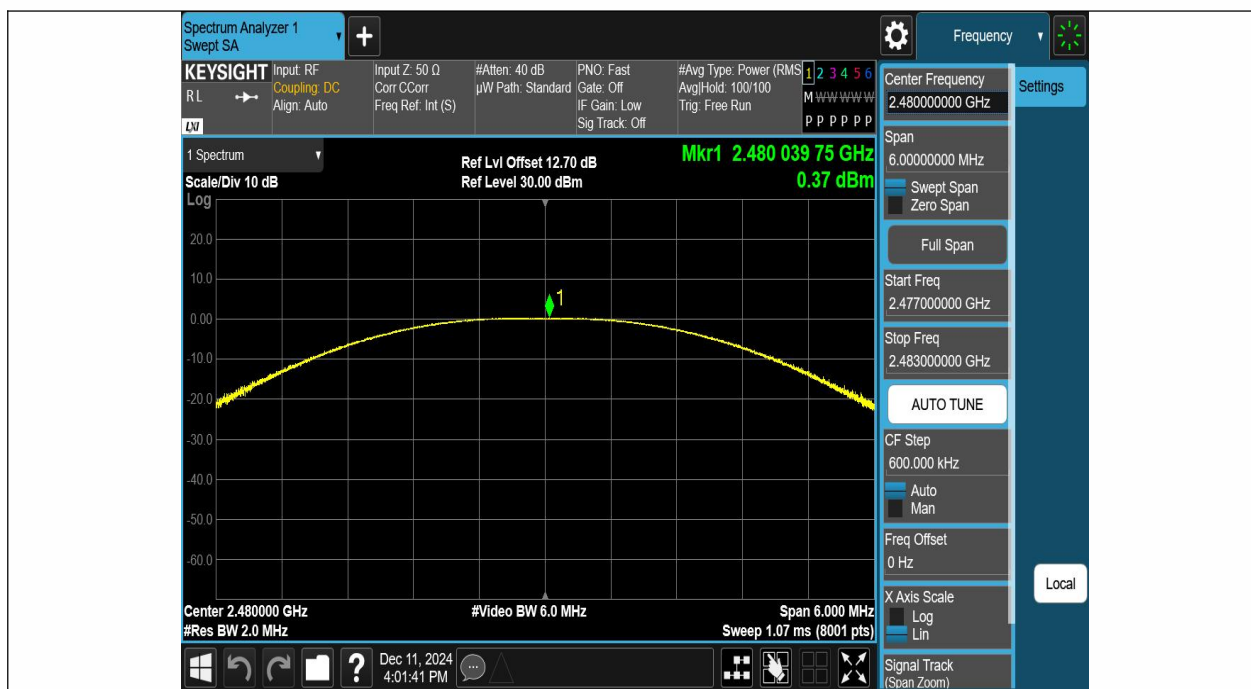 Spectrum Analyzer 1
Swept SA
Frequency
KEYSIGHT
RL
LXI
Input: RF
Coupling: DC
Align: Auto
Input Z: 50 Ω
Corr CCorr
Freq Ref: Int (S)
#Atten: 40 dB
µW Path: Standard
PNO: Fast
Gate: Off
IF Gain: Low
Sig Track: Off
#Avg Type: Power (RMS
Avg|Hold: 100/100
Trig: Free Run
1 2 3 4 5 6
M W W W W W
P P P P P P
1 Spectrum
Scale/Div 10 dB
Log
Ref Lvl Offset 12.70 dB
Ref Level 30.00 dBm
Mkr1 2.480 039 75 GHz
0.37 dBm
20.0
10.0
0.00
-10.0
-20.0
-30.0
-40.0
-50.0
-60.0
1
Center 2.480000 GHz
#Res BW 2.0 MHz
#Video BW 6.0 MHz
Span 6.000 MHz
Sweep 1.07 ms (8001 pts)
Dec 11, 2024
4:01:41 PM
Center Frequency
2.480000000 GHz
Settings
Span
6.00000000 MHz
Swept Span
Zero Span
Full Span
Start Freq
2.477000000 GHz
Stop Freq
2.483000000 GHz
AUTO TUNE
CF Step
600.000 kHz
Auto
Man
Freq Offset
0 Hz
Local
X Axis Scale
Log
Lin
Signal Track
(Span Zoom)